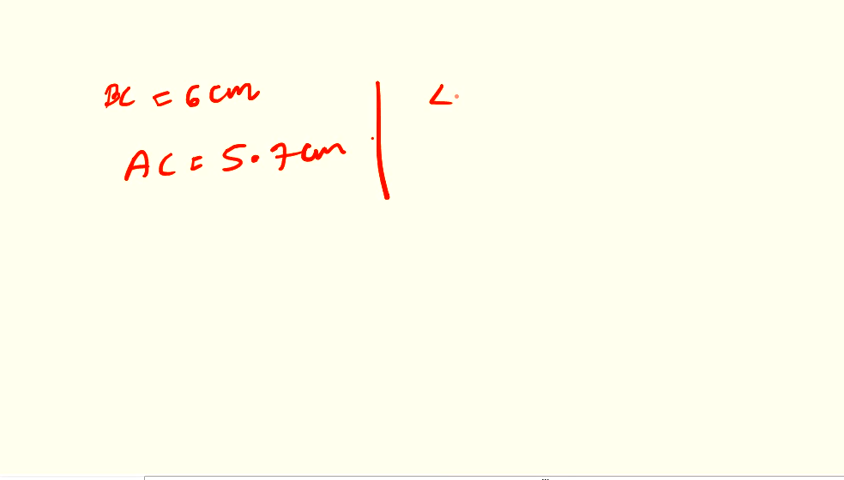 BC = 6 cm
AC = 5.7 cm
∠